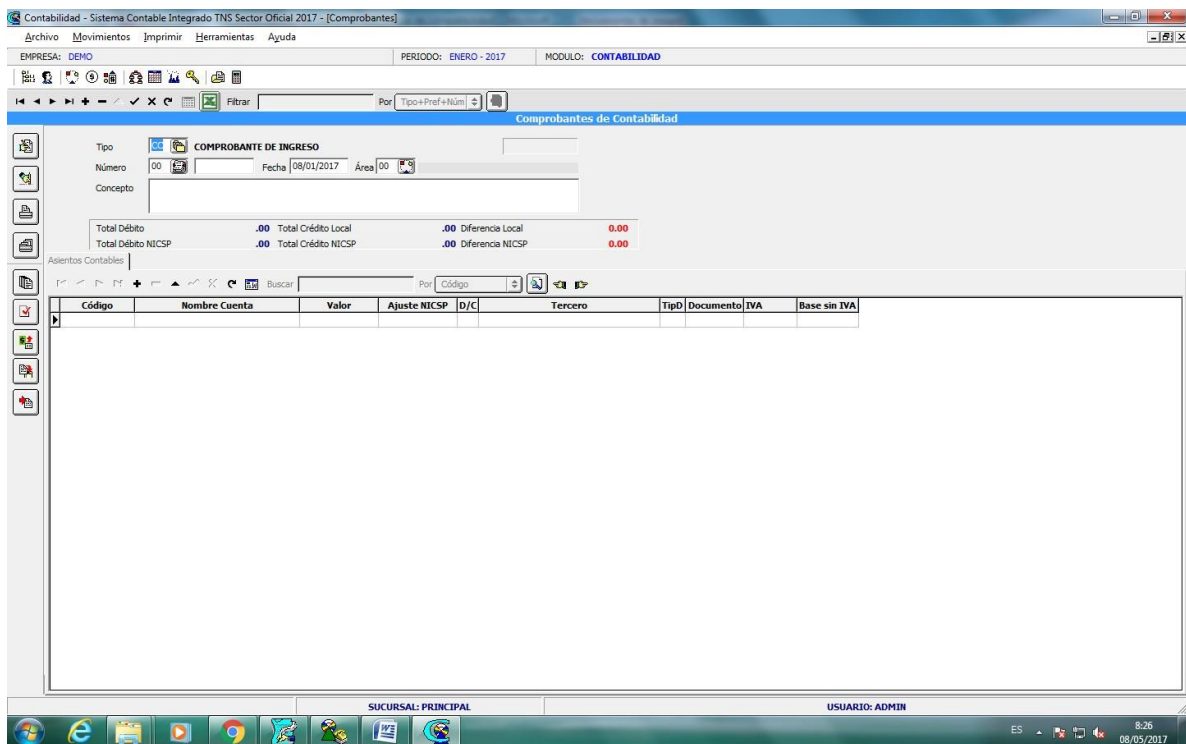 Contabilidad - Sistema Contable Integrado TNS Sector Oficial 2017 - [Comprobantes]
Archivo Movimientos Imprimir Herramientas Ayuda
EMPRESA: DEMO PERIODO: ENERO - 2017 MODULO: CONTABILIDAD
Filtrar Por Tipo+Pref+Núm
Comprobantes de Contabilidad
Tipo CO COMPROBANTE DE INGRESO
Número 00 Fecha 08/01/2017 Área 00
Concepto
Total Débito .00 Total Crédito Local .00 Diferencia Local 0.00
Total Débito NICSP .00 Total Crédito NICSP .00 Diferencia NICSP 0.00
Asientos Contables
Buscar Por Código
Código Nombre Cuenta Valor Ajuste NICSP D/C Tercero TipD Documento IVA Base sin IVA
SUCURSAL: PRINCIPAL USUARIO: ADMIN
ES 8:26
08/05/2017